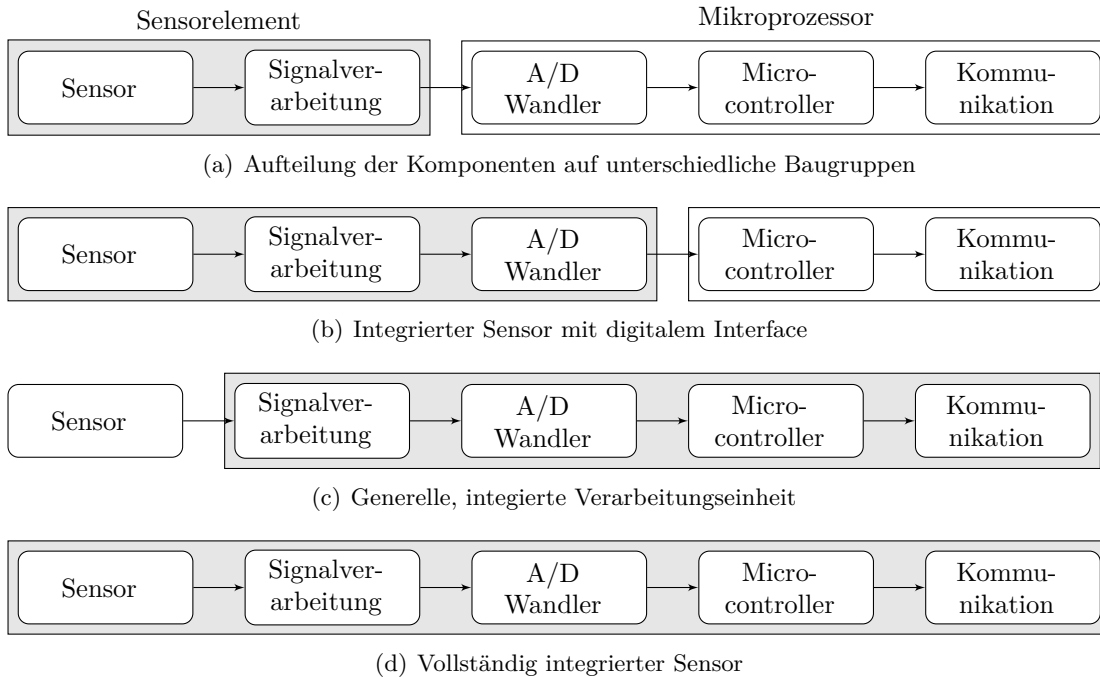 Sensorelement
Mikroprozessor
Sensor
Signalver-
arbeitung
A/D
Wandler
Micro-
controller
Kommu-
nikation
(a) Aufteilung der Komponenten auf unterschiedliche Baugruppen
Sensor
Signalver-
arbeitung
A/D
Wandler
Micro-
controller
Kommu-
nikation
(b) Integrierter Sensor mit digitalem Interface
Sensor
Signalver-
arbeitung
A/D
Wandler
Micro-
controller
Kommu-
nikation
(c) Generelle, integierte Verarbeitungseinheit
Sensor
Signalver-
arbeitung
A/D
Wandler
Micro-
controller
Kommu-
nikation
(d) Vollständig integrierter Sensor